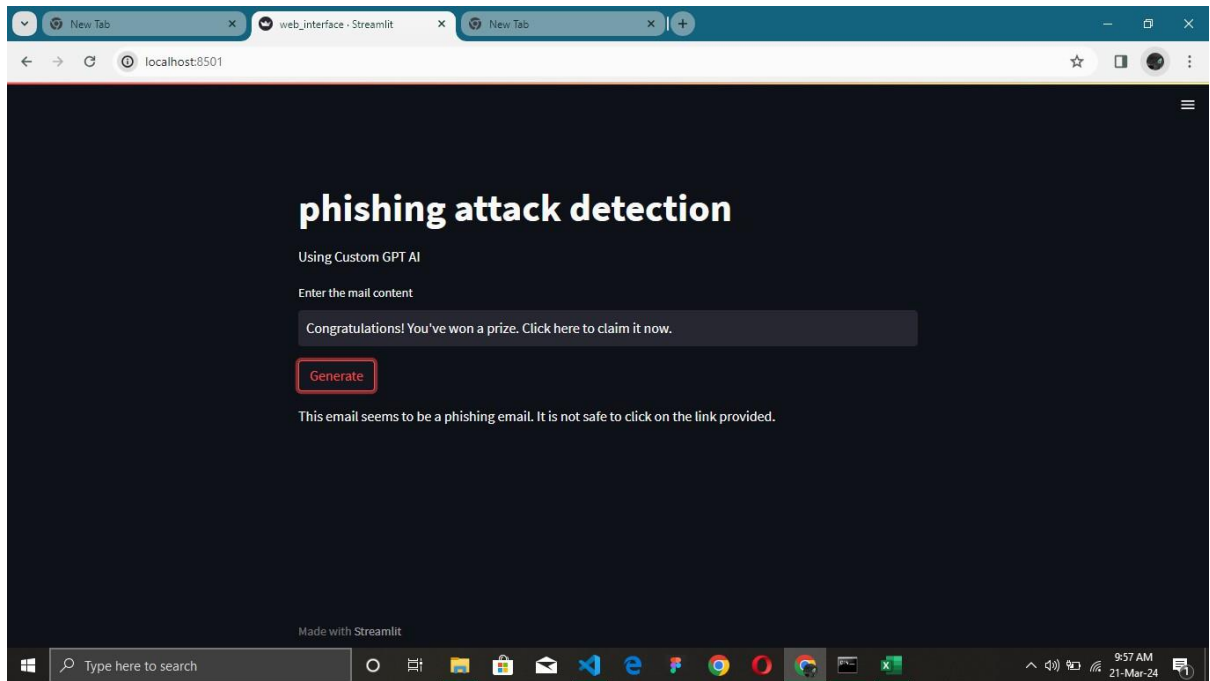 New Tab
web_interface · Streamlit
New Tab
localhost:8501
phishing attack detection
Using Custom GPT AI
Enter the mail content
Congratulations! You've won a prize. Click here to claim it now.
Generate
This email seems to be a phishing email. It is not safe to click on the link provided.
Made with Streamlit
Type here to search
9:57 AM
21-Mar-24